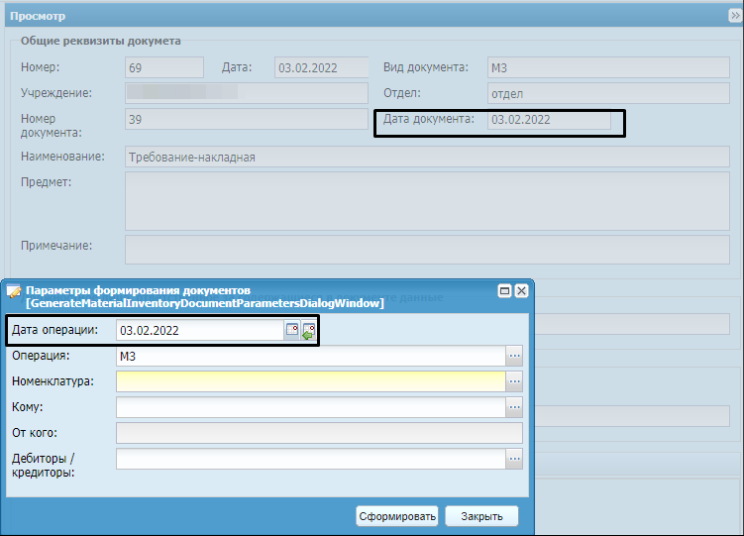 Просмотр
Общие реквизиты докумета
Номер: 69 Дата: 03.02.2022 Вид документа: МЗ
Учреждение: Отдел: отдел
Номер документа: 39 Дата документа: 03.02.2022
Наименование: Требование-накладная
Предмет:
Примечание:
Параметры формирования документов
[GenerateMaterialInventoryDocumentParametersDialogWindow]
данные
Дата операции: 03.02.2022
Операция: МЗ
Номенклатура:
Кому:
От кого:
Дебиторы /
кредиторы:
Сформировать Закрыть